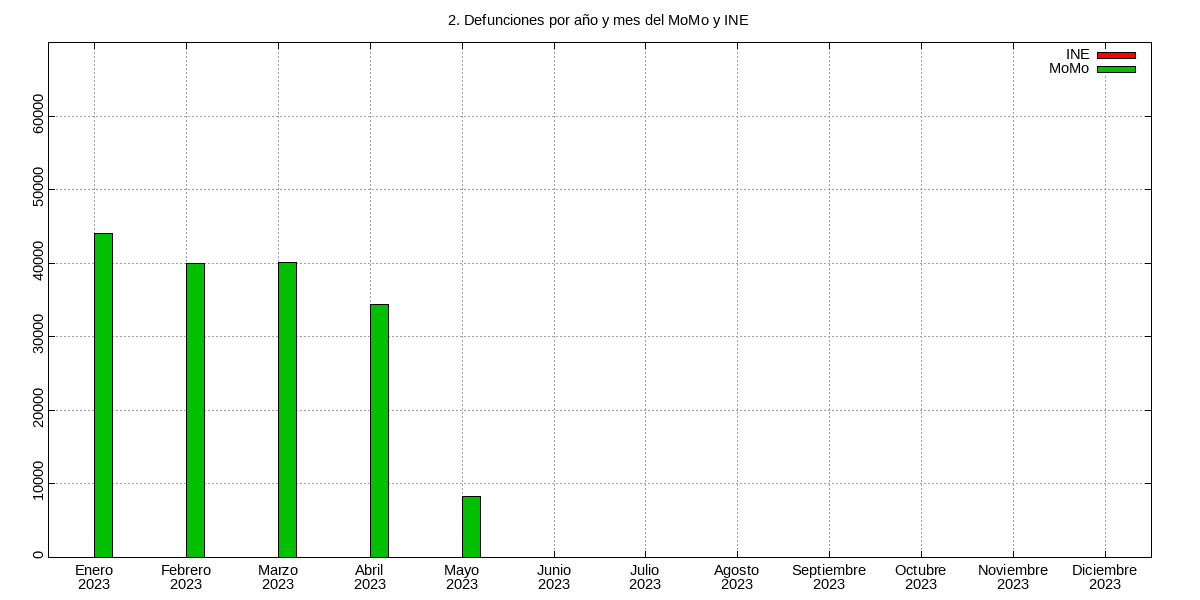 2. Defunciones por año y mes del MoMo y INE
INE
MoMo
60000
50000
40000
30000
20000
10000
0
Enero Febrero Marzo Abril Mayo Junio Julio Agosto Septiembre Octubre Noviembre Diciembre
2023 2023 2023 2023 2023 2023 2023 2023 2023 2023 2023 2023